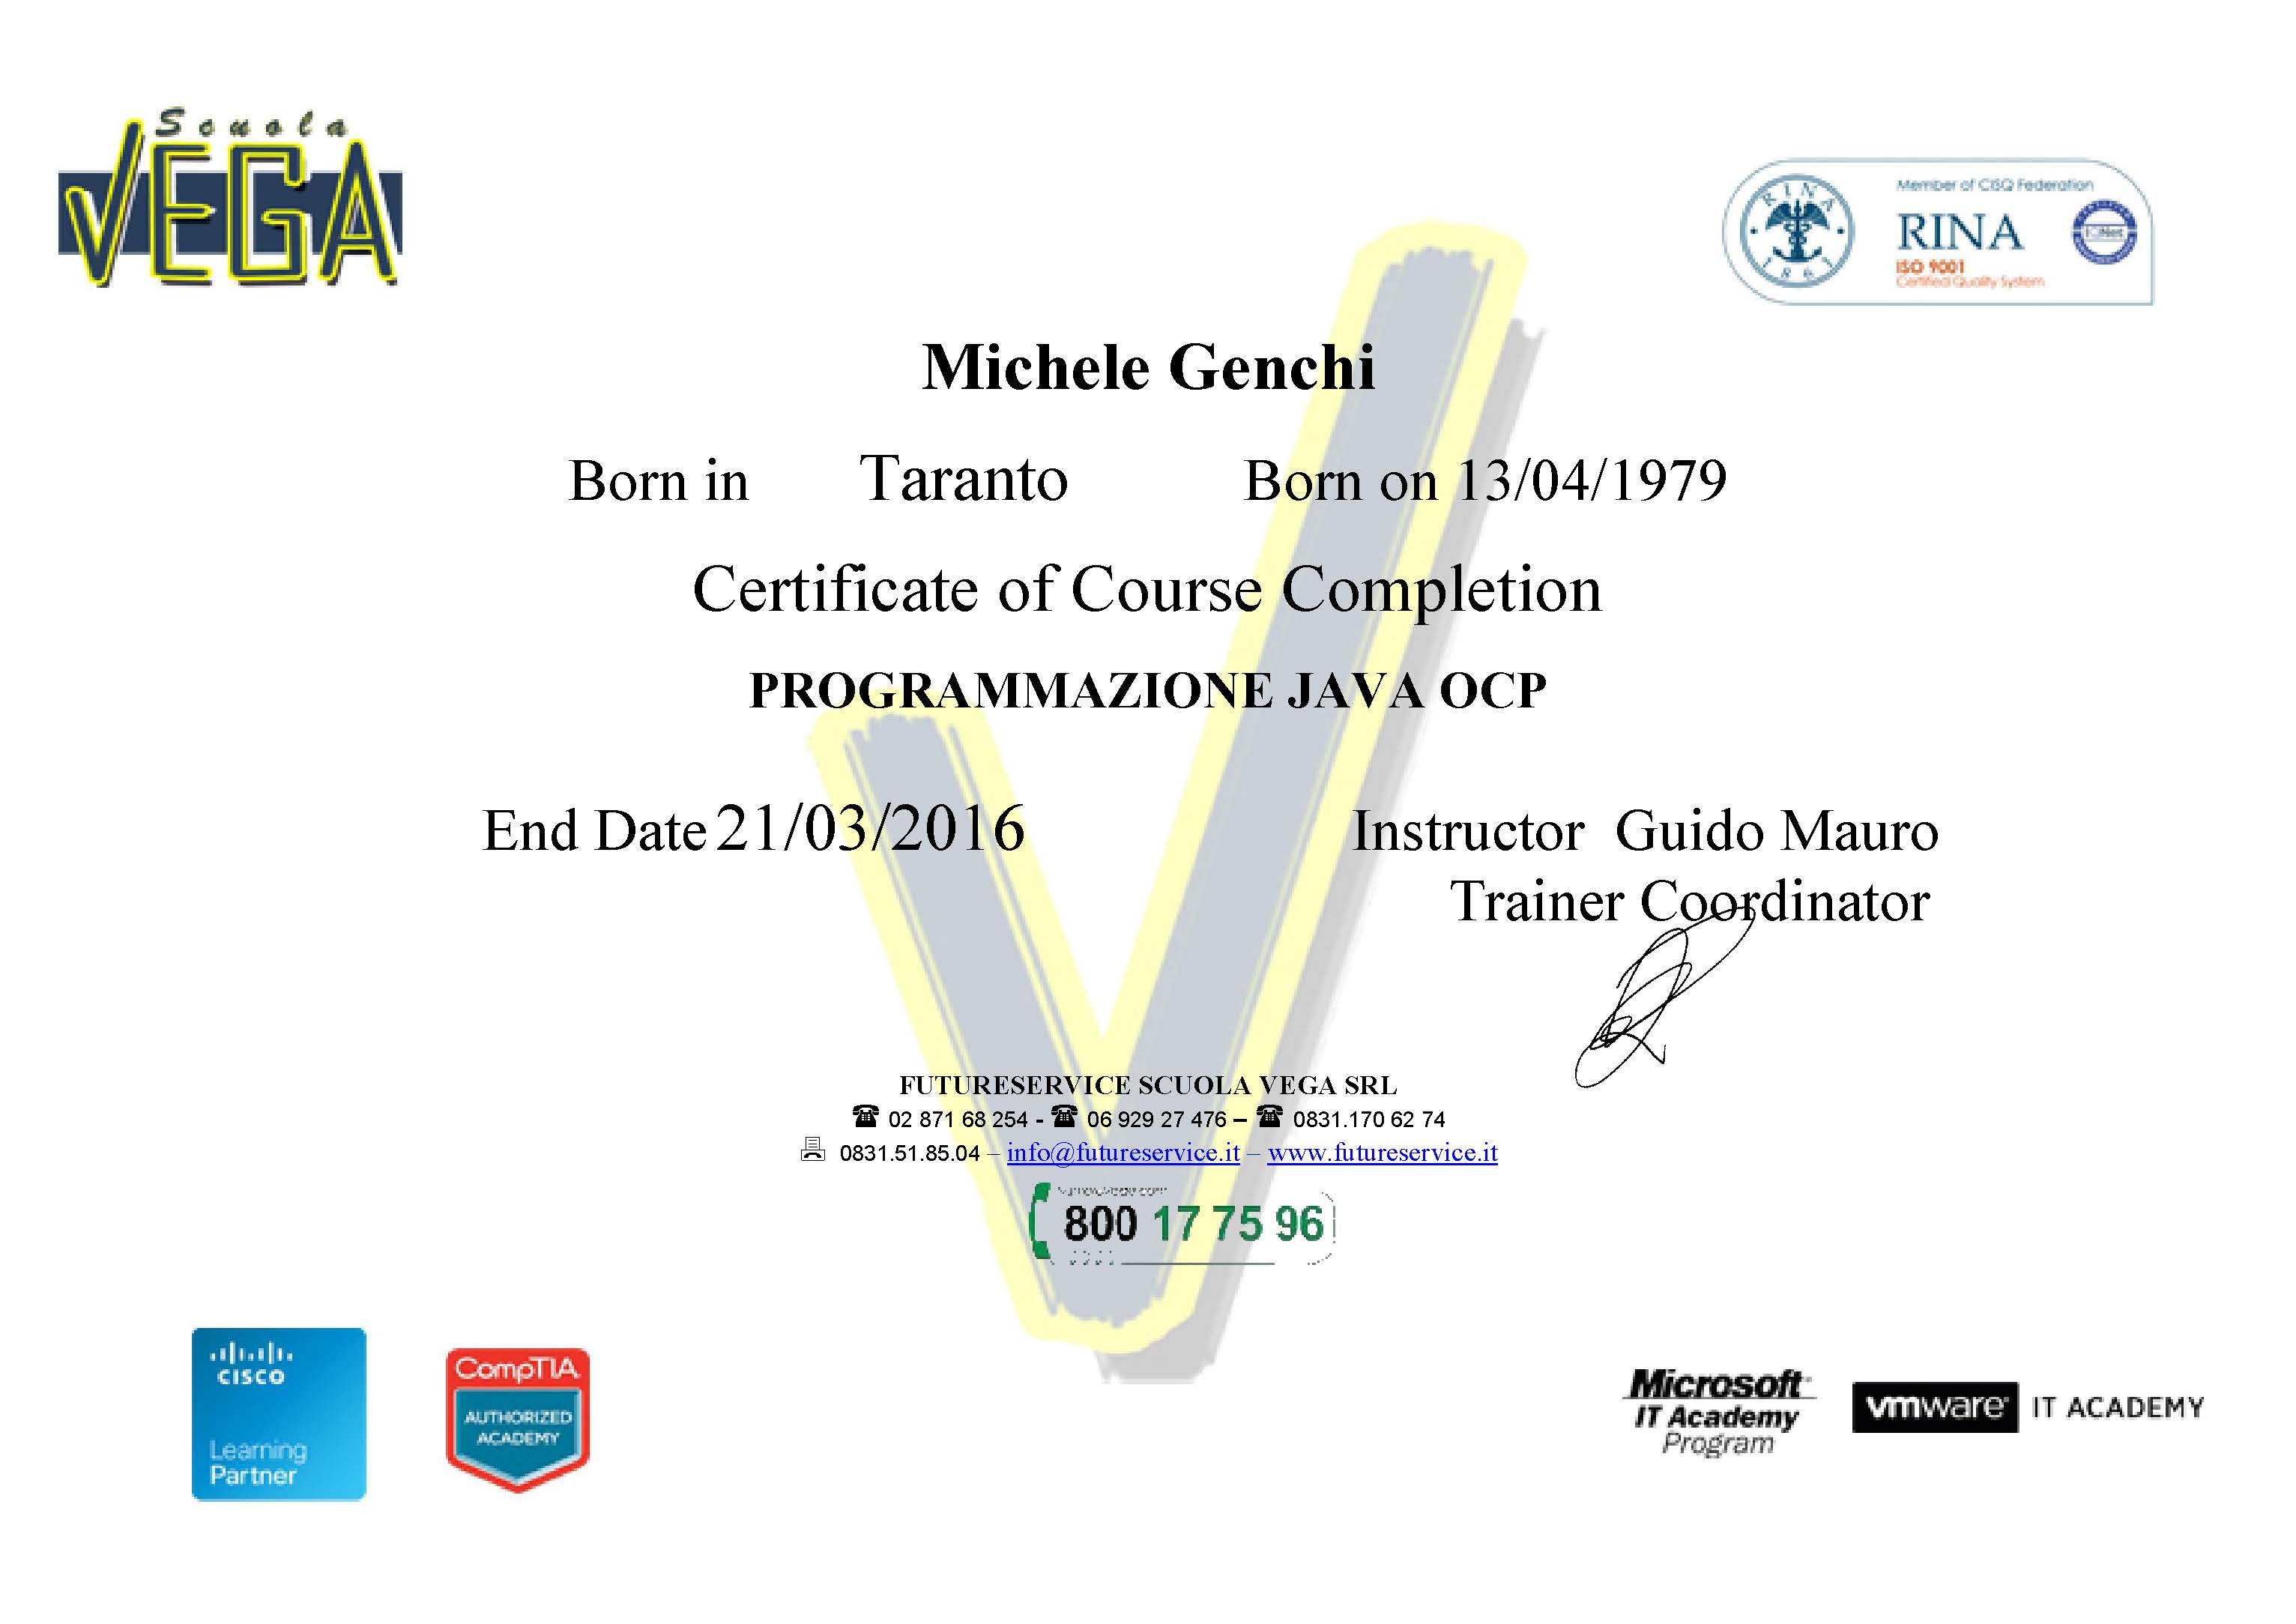 Scuola
VEGA
RINA
1861
Member of CISQ Federation
RINA
ISO 9001
Certified Quality System
IQNet
Michele Genchi
Born in Taranto Born on 13/04/1979
Certificate of Course Completion
PROGRAMMAZIONE JAVA OCP
End Date 21/03/2016 Instructor Guido Mauro
Trainer Coordinator
FUTURESERVICE SCUOLA VEGA SRL
☎ 02 871 68 254 - ☎ 06 929 27 476 – ☎ 0831.170 62 74
0831.51.85.04 – info@futureservice.it – www.futureservice.it
800 17 75 96
CISCO
Learning
Partner
CompTIA
AUTHORIZED
ACADEMY
Microsoft
IT Academy
Program
vmware IT ACADEMY